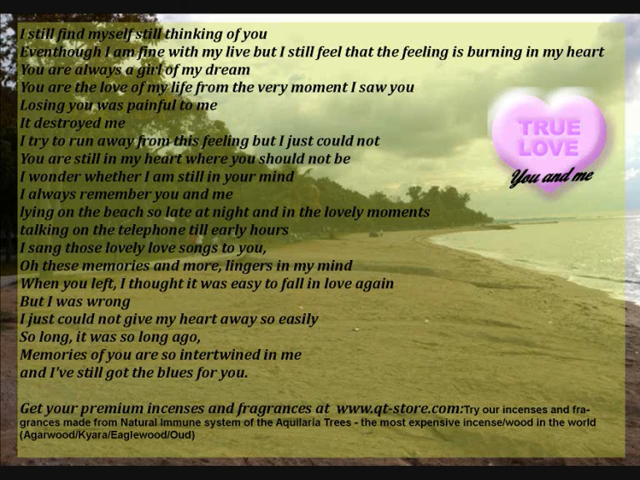 I still find myself still thinking of you
Eventhough I am fine with my live but I still feel that the feeling is burning in my heart
You are always a girl of my dream
You are the love of my life from the very moment I saw you
Losing you was painful to me
It destroyed me
I try to run away from this feeling but I just could not
You are still in my heart where you should not be
I wonder whether I am still in your mind
I always remember you and me
lying on the beach so late at night and in the lovely moments
talking on the telephone till early hours
I sang those lovely love songs to you,
Oh these memories and more, lingers in my mind
When you left, I thought it was easy to fall in love again
But I was wrong
I just could not give my heart away so easily
So long, it was so long ago,
Memories of you are so intertwined in me
and I've still got the blues for you.
TRUE
LOVE
You and me
Get your premium incenses and fragrances at www.qt-store.com:Try our incenses and fra-
grances made from Natural Immune system of the Aquilaria Trees - the most expensive incense/wood in the world
(Agarwood/Kyara/Eaglewood/Oud)